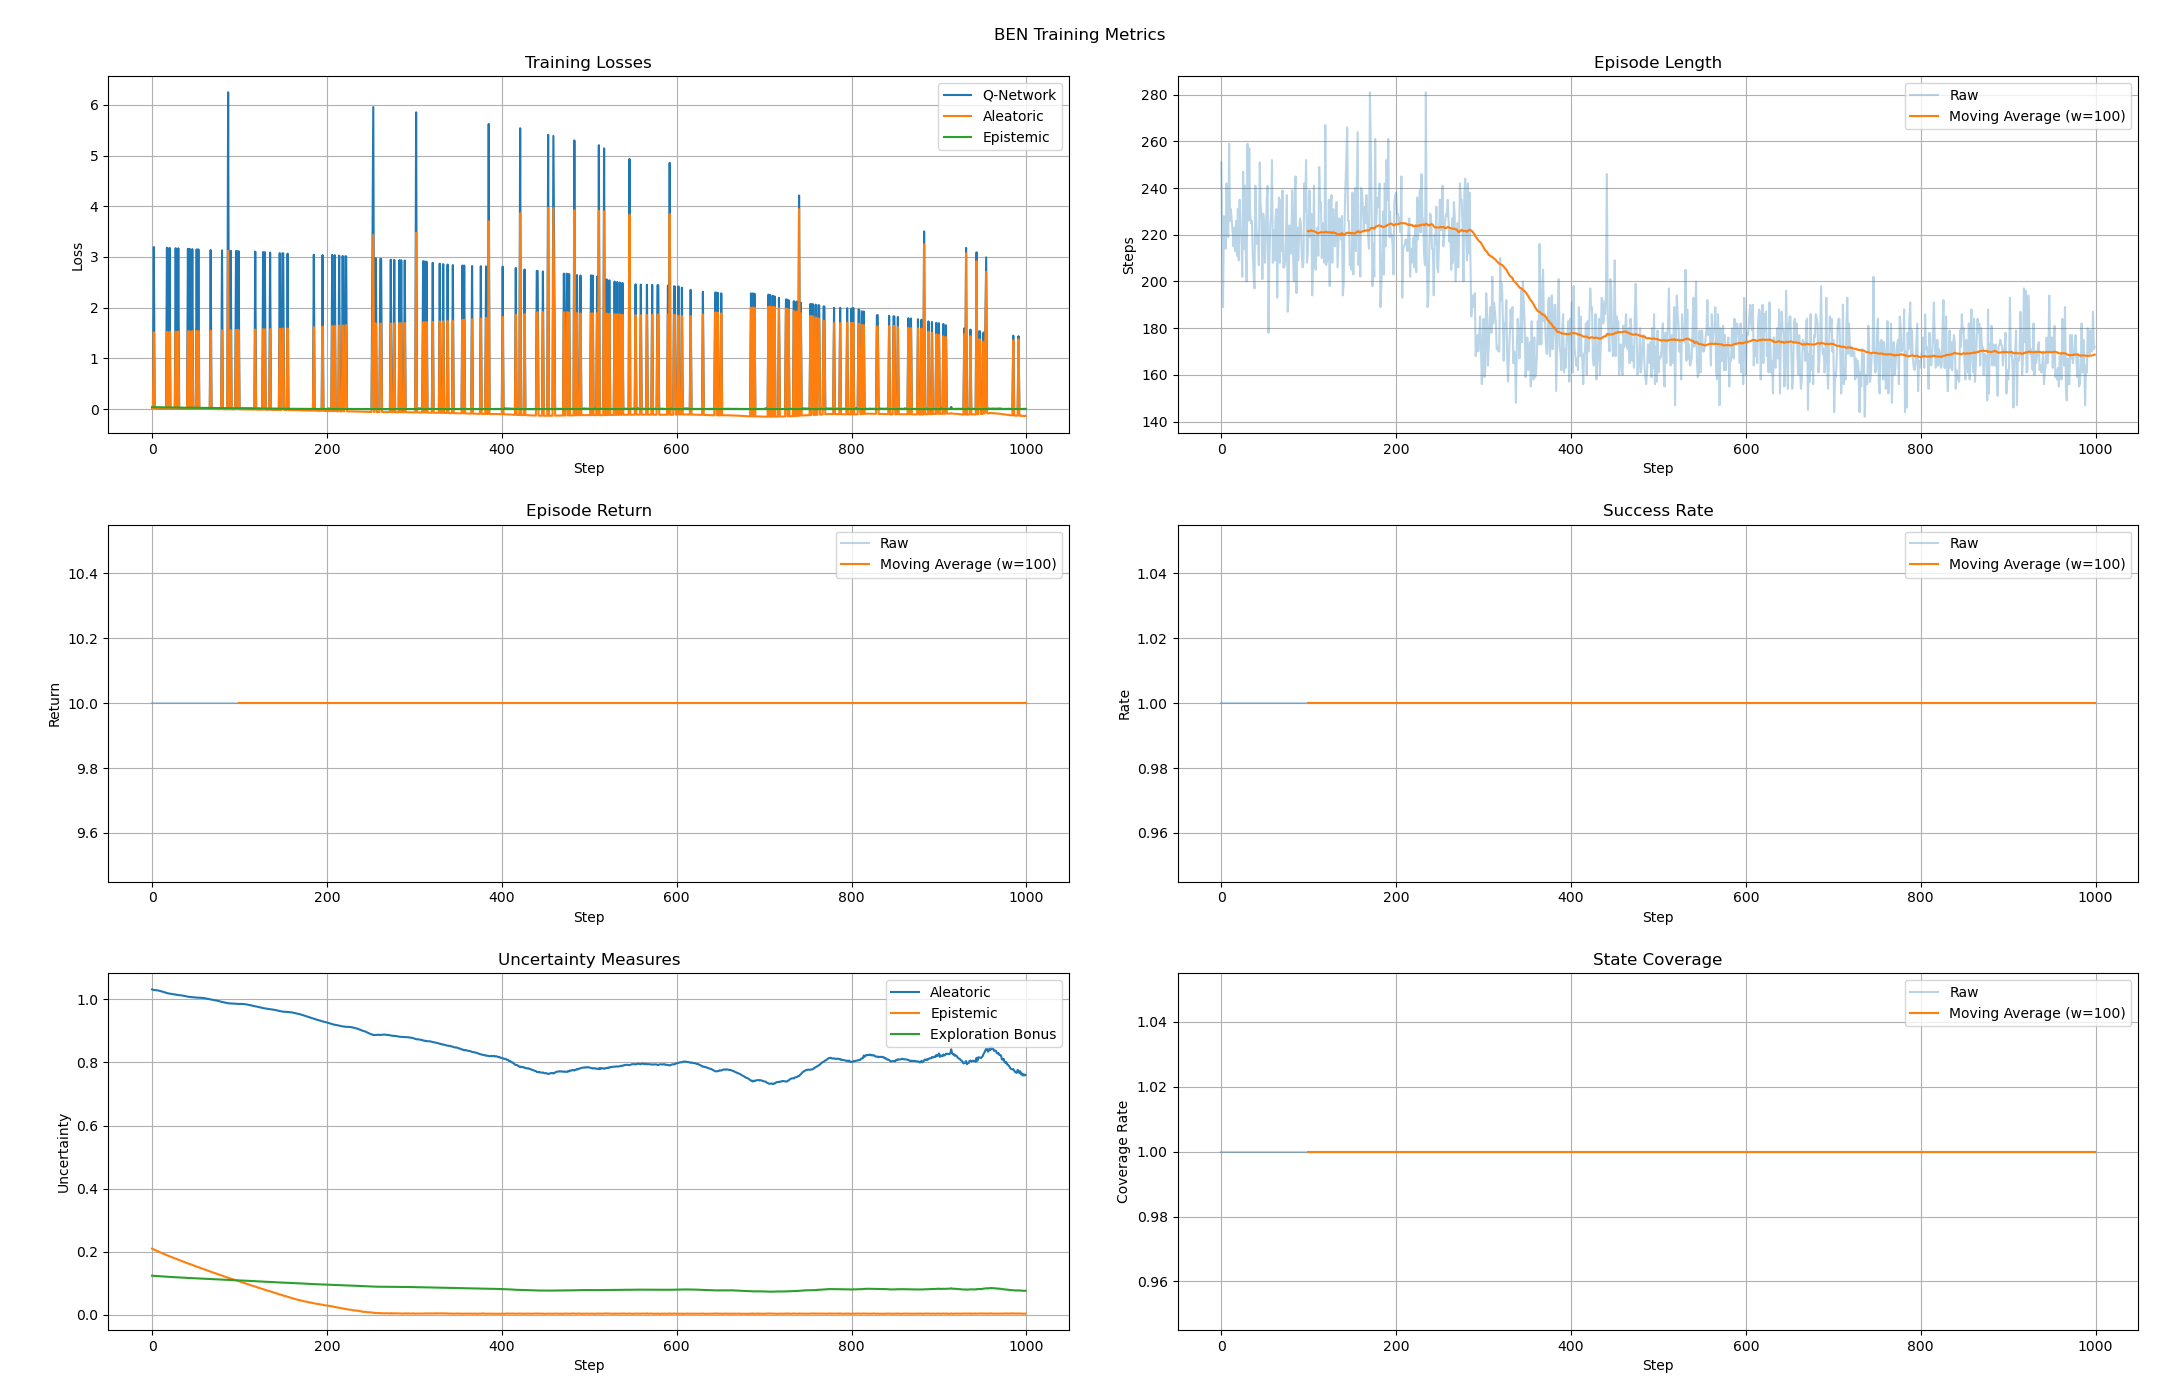 BEN Training Metrics
Training Losses
Loss
6
5
4
3
2
1
0
0 200 400 600 800 1000
Step
Q-Network
Aleatoric
Epistemic
Episode Length
Steps
280
260
240
220
200
180
160
140
0 200 400 600 800 1000
Step
Raw
Moving Average (w=100)
Episode Return
Return
10.4
10.2
10.0
9.8
9.6
0 200 400 600 800 1000
Step
Raw
Moving Average (w=100)
Success Rate
Rate
1.04
1.02
1.00
0.98
0.96
0 200 400 600 800 1000
Step
Raw
Moving Average (w=100)
Uncertainty Measures
Uncertainty
1.0
0.8
0.6
0.4
0.2
0.0
0 200 400 600 800 1000
Step
Aleatoric
Epistemic
Exploration Bonus
State Coverage
Coverage Rate
1.04
1.02
1.00
0.98
0.96
0 200 400 600 800 1000
Step
Raw
Moving Average (w=100)